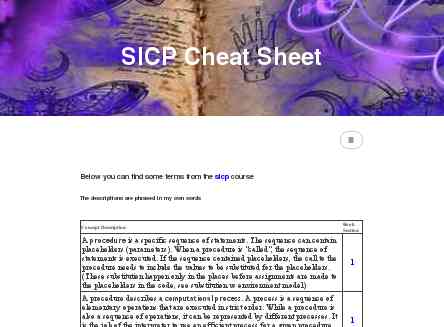 SICP Cheat Sheet
Below you can find some terms from the sicp course
The descriptions are phrased in my own words
Concept Description
Book Section
A procedure is a specific sequence of statements. The sequence can contain
placeholders (parameters). When a procedure is "called", the sequence of
statements is executed. If the sequence contained placeholders, the call to the
procedure needs to include the values to be substituted for the placeholders.
(These substitution happen only in the places before assignment are made to
the placeholders in the code, see substitution vs environment model)
1
A procedure describes a computational process. A process is a sequence of
elementary operations that are executed in strict order. While a procedure is
also a sequence of operations, it can be represented by different processes. It
is the job of the interpreter to use an efficient process for a given procedure
1